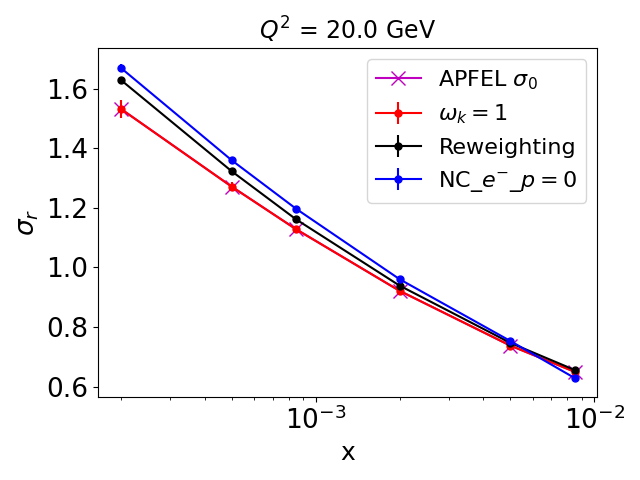 Q² = 20.0 GeV
APFEL σ₀
ωₖ = 1
Reweighting
NC_e⁻_p = 0
σᵣ
1.6
1.4
1.2
1.0
0.8
0.6
10⁻³
10⁻²
x